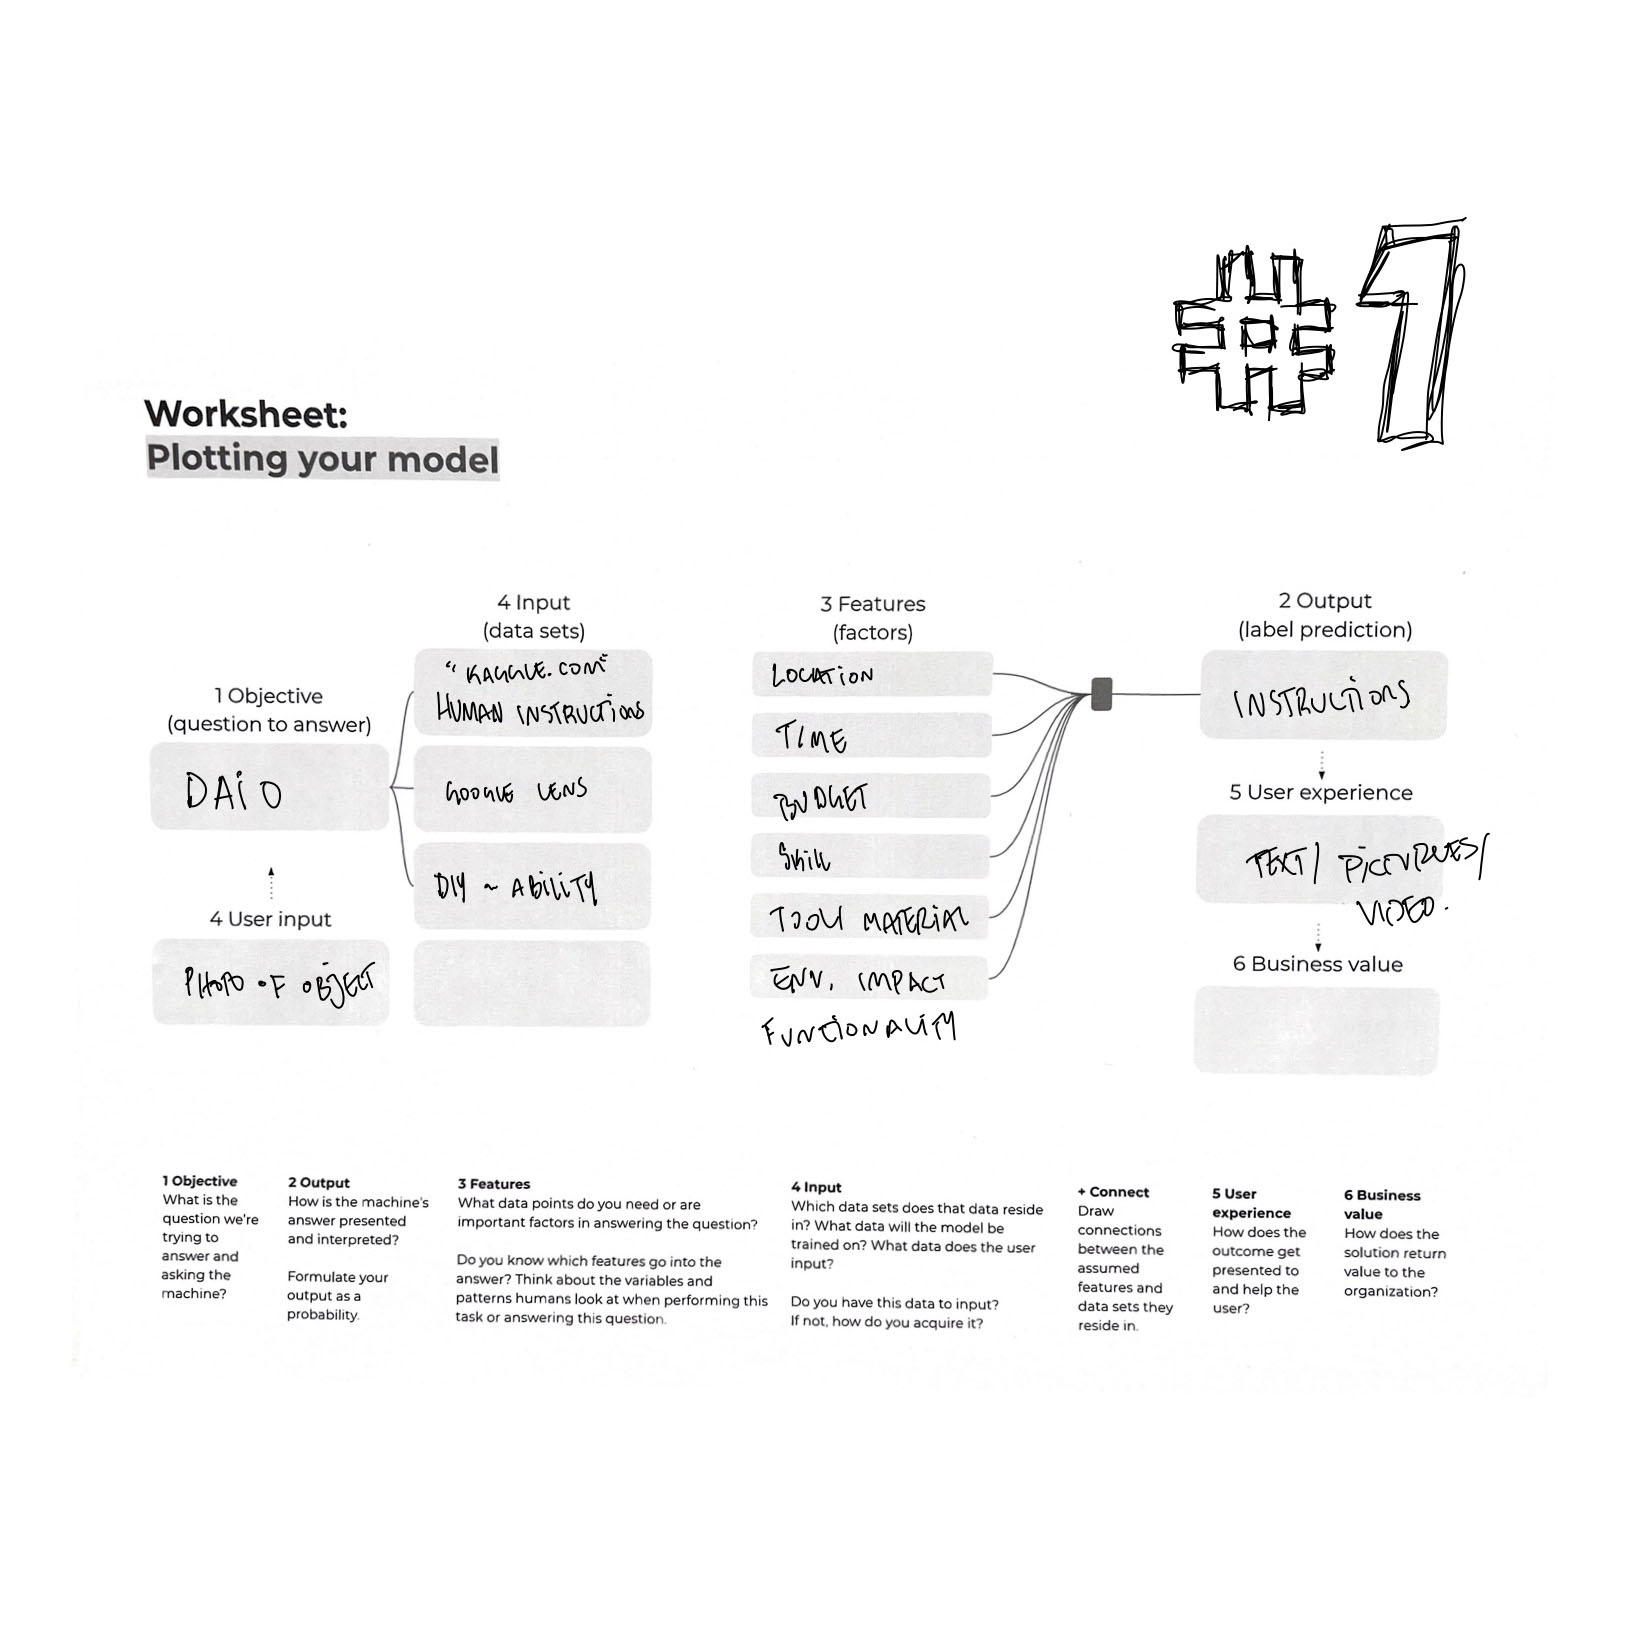 #1
Worksheet:
Plotting your model
1 Objective
(question to answer)
DAiO
4 User input
PHOTO OF OBJECT
4 Input
(data sets)
"KAGGLE.COM"
HUMAN INSTRUCTIONS
GOOGLE LENS
DIY ~ ABILITY
3 Features
(factors)
LOCATION
TIME
BUDGET
Skill
TOOL/ MATERIAL
ENV. IMPACT
FUNCTIONALITY
2 Output
(label prediction)
INSTRUCTIONS
5 User experience
TEXT/ PICTURES/
VIDEO.
6 Business value
1 Objective
What is the
question we're
trying to
answer and
asking the
machine?
2 Output
How is the machine's
answer presented
and interpreted?
Formulate your
output as a
probability.
3 Features
What data points do you need or are
important factors in answering the question?
Do you know which features go into the
answer? Think about the variables and
patterns humans look at when performing this
task or answering this question.
4 Input
Which data sets does that data reside
in? What data will the model be
trained on? What data does the user
input?
Do you have this data to input?
If not, how do you acquire it?
+ Connect
Draw
connections
between the
assumed
features and
data sets they
reside in.
5 User
experience
How does the
outcome get
presented to
and help the
user?
6 Business
value
How does the
solution return
value to the
organization?